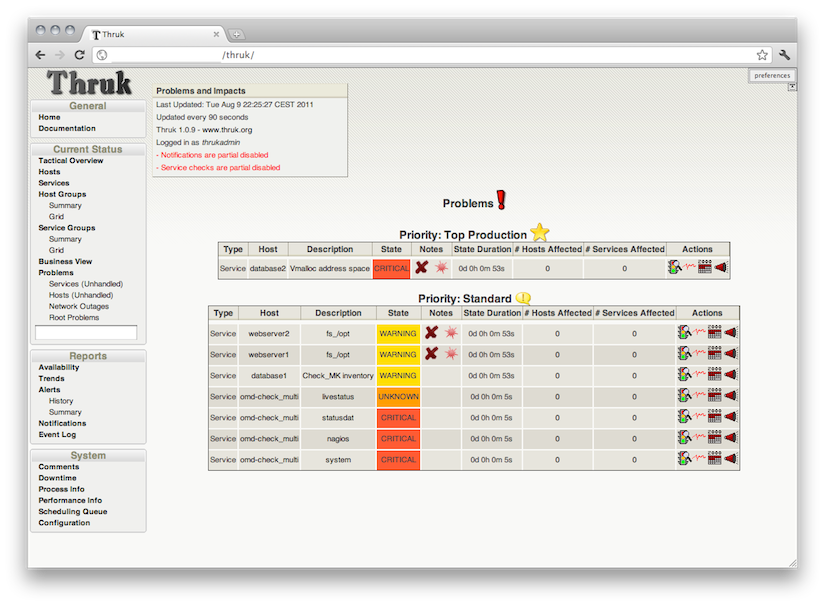 Thruk
/thruk/
Thruk
preferences
General
Home
Documentation
Current Status
Tactical Overview
Hosts
Services
Host Groups
Summary
Grid
Service Groups
Summary
Grid
Business View
Problems
Services (Unhandled)
Hosts (Unhandled)
Network Outages
Root Problems
Reports
Availability
Trends
Alerts
History
Summary
Notifications
Event Log
System
Comments
Downtime
Process Info
Performance Info
Scheduling Queue
Configuration
Problems and Impacts
Last Updated: Tue Aug 9 22:25:27 CEST 2011
Updated every 90 seconds
Thruk 1.0.9 - www.thruk.org
Logged in as thrukadmin
- Notifications are partial disabled
- Service checks are partial disabled
Problems
Priority: Top Production
Type Host Description State Notes State Duration # Hosts Affected # Services Affected Actions
Service database2 Vmalloc address space CRITICAL 0d 0h 0m 53s 0 0
Priority: Standard
Type Host Description State Notes State Duration # Hosts Affected # Services Affected Actions
Service webserver2 fs_/opt WARNING 0d 0h 0m 53s 0 0
Service webserver1 fs_/opt WARNING 0d 0h 0m 53s 0 0
Service database1 Check_MK inventory WARNING 0d 0h 0m 53s 0 0
Service omd-check_multi livestatus UNKNOWN 0d 0h 0m 5s 0 0
Service omd-check_multi statusdat CRITICAL 0d 0h 0m 5s 0 0
Service omd-check_multi nagios CRITICAL 0d 0h 0m 5s 0 0
Service omd-check_multi system CRITICAL 0d 0h 0m 5s 0 0